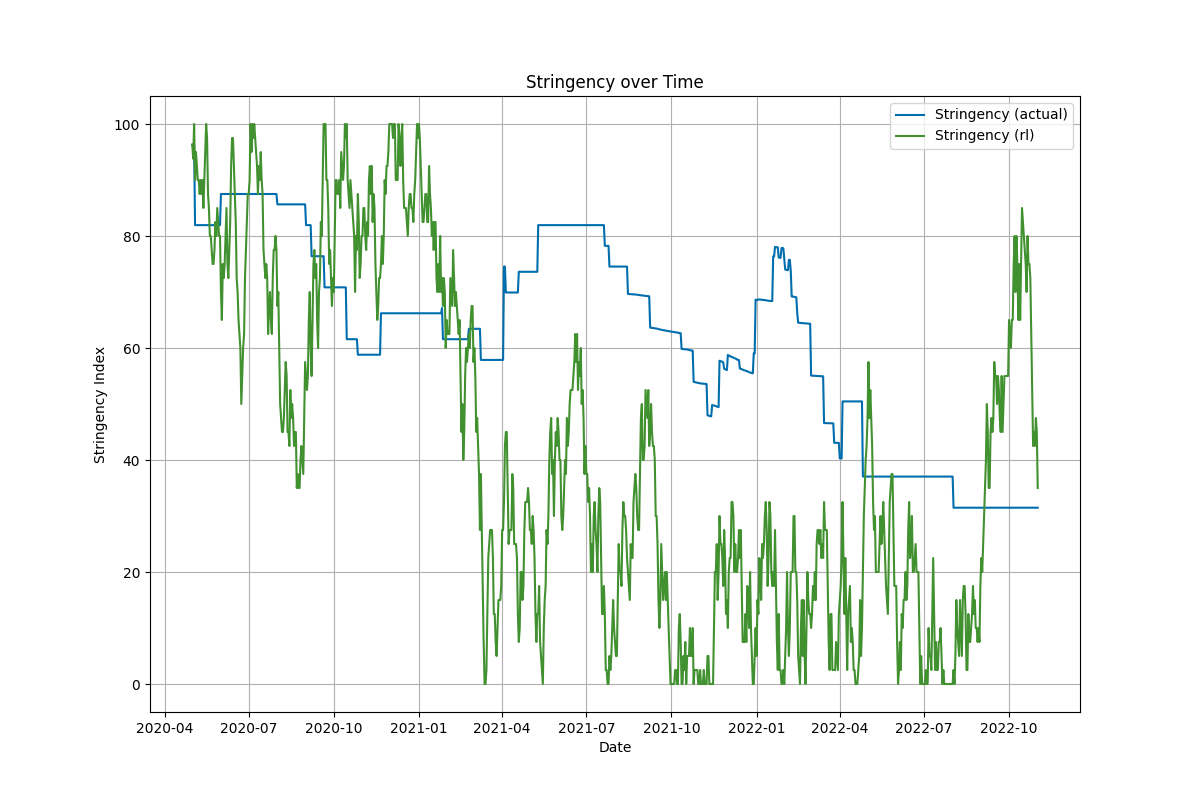 Stringency over Time
Stringency (actual)
Stringency (rl)
Stringency Index
100
80
60
40
20
0
2020-04 2020-07 2020-10 2021-01 2021-04 2021-07 2021-10 2022-01 2022-04 2022-07 2022-10
Date